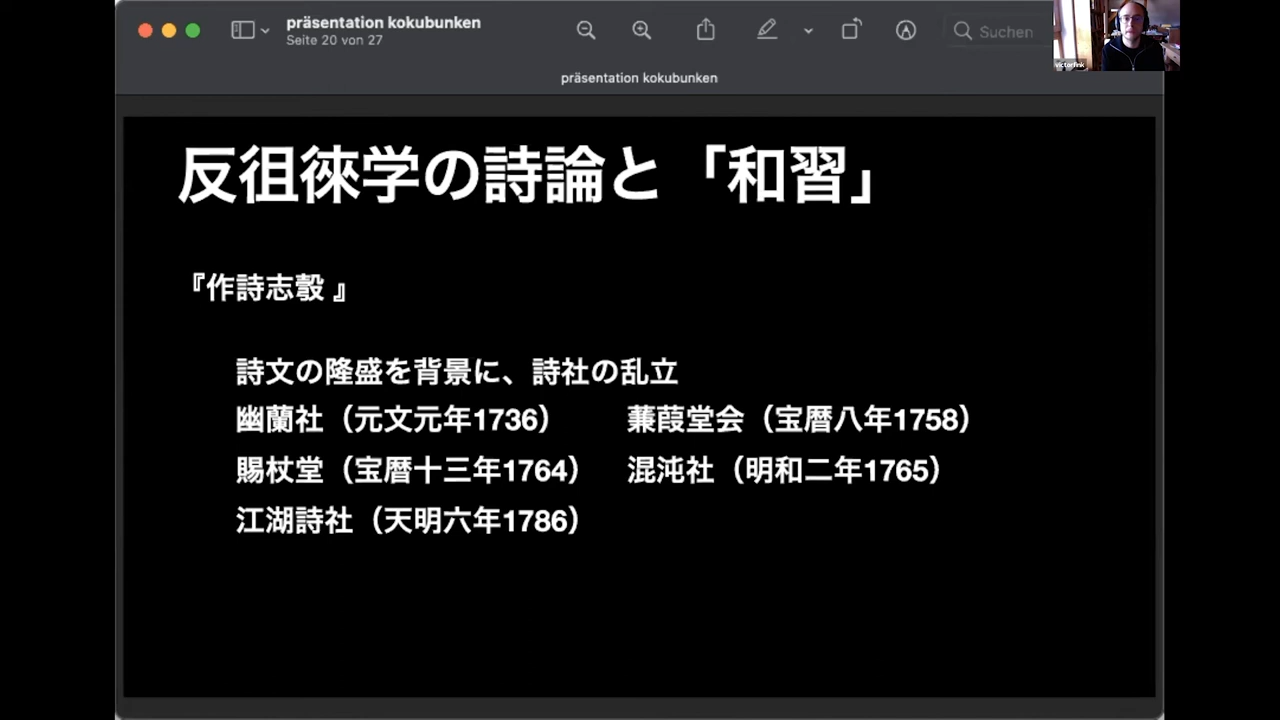 präsentation kokubunken
Seite 20 von 27
Suchen
victorfink
präsentation kokubunken
反徂徠学の詩論と「和習」
『作詩志彀 』
詩文の隆盛を背景に、詩社の乱立
幽蘭社（元文元年1736） 蒹葭堂会（宝暦八年1758）
賜杖堂（宝暦十三年1764） 混沌社（明和二年1765）
江湖詩社（天明六年1786）